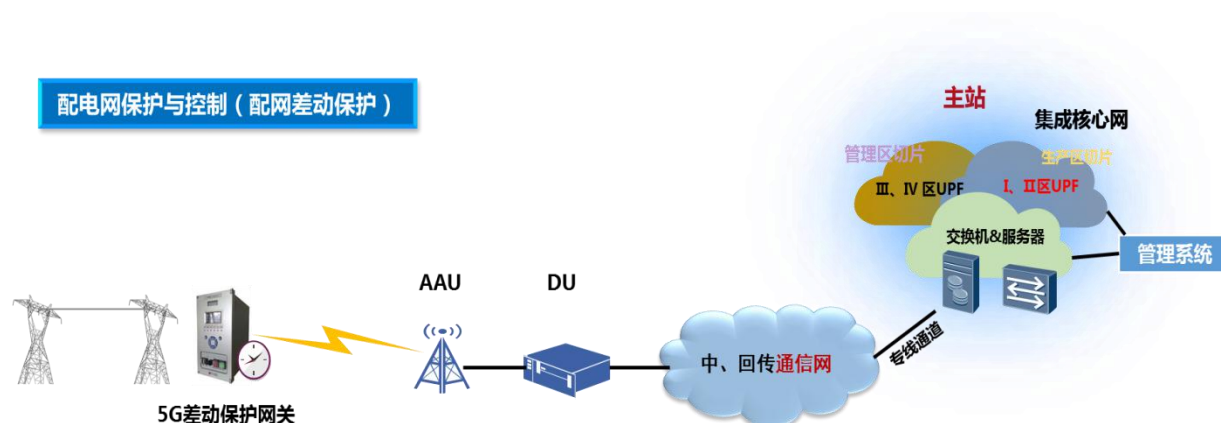 配电网保护与控制（配网差动保护）
主站
集成核心网
管理区切片
生产区切片
Ⅲ、Ⅳ 区UPF
Ⅰ、Ⅱ区UPF
交换机&服务器
管理系统
AAU
DU
专线通道
中、回传通信网
5G差动保护网关